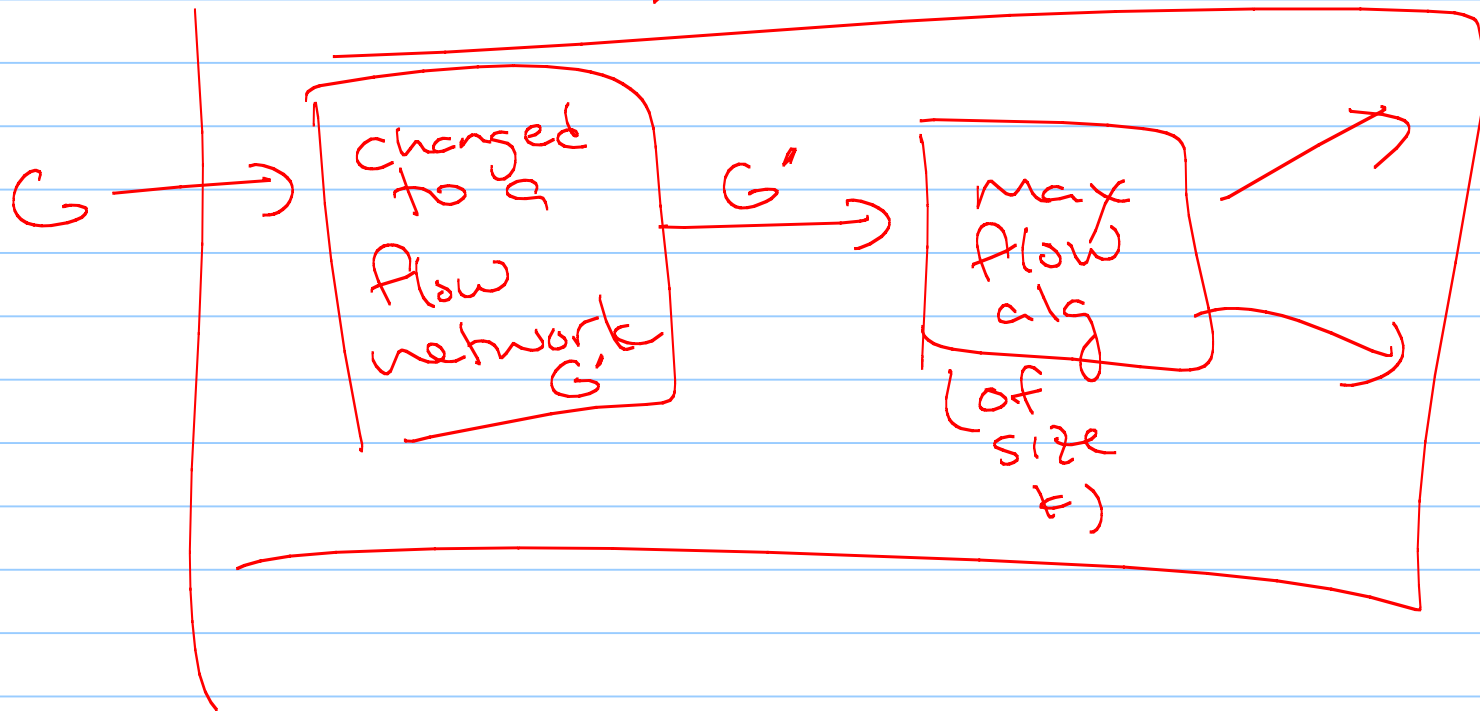 G
changed
to a
flow
network
G'
G'
max
flow
alg
(of
size
k)